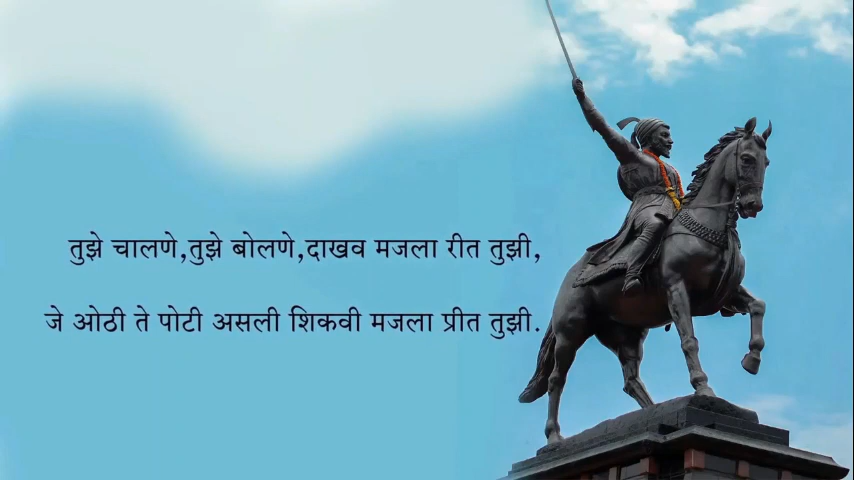 तुझे चालणे,तुझे बोलणे,दाखव मजला रीत तुझी,
जे ओठी ते पोटी असली शिकवी मजला प्रीत तुझी.